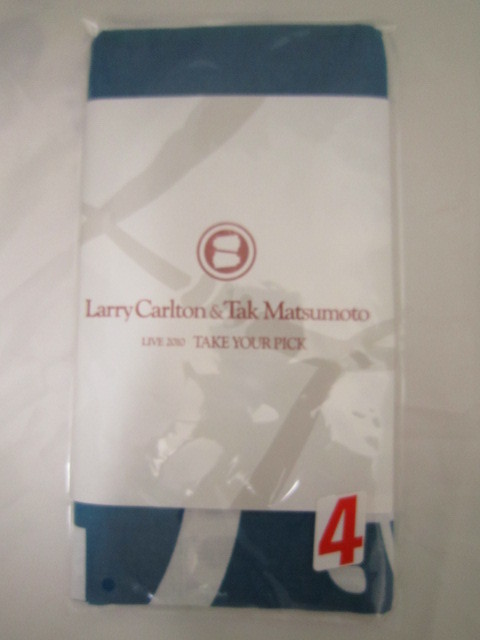 Larry Carlton & Tak Matsumoto
LIVE 2010 TAKE YOUR PICK
4